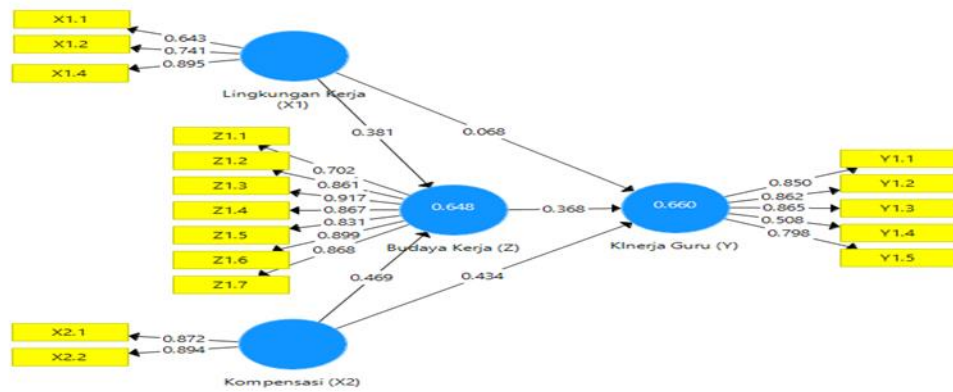 X1.1
X1.2
X1.4
0.643
0.741
0.895
Lingkungan Kerja
(X1)
0.381
0.068
Z1.1
Z1.2
Z1.3
Z1.4
Z1.5
Z1.6
Z1.7
0.702
0.861
0.917
0.867
0.831
0.899
0.868
0.648
Budaya Kerja (Z)
0.368
0.660
KInerja Guru (Y)
0.850
0.862
0.865
0.508
0.798
Y1.1
Y1.2
Y1.3
Y1.4
Y1.5
0.469
0.434
X2.1
X2.2
0.872
0.894
Kompensasi (X2)